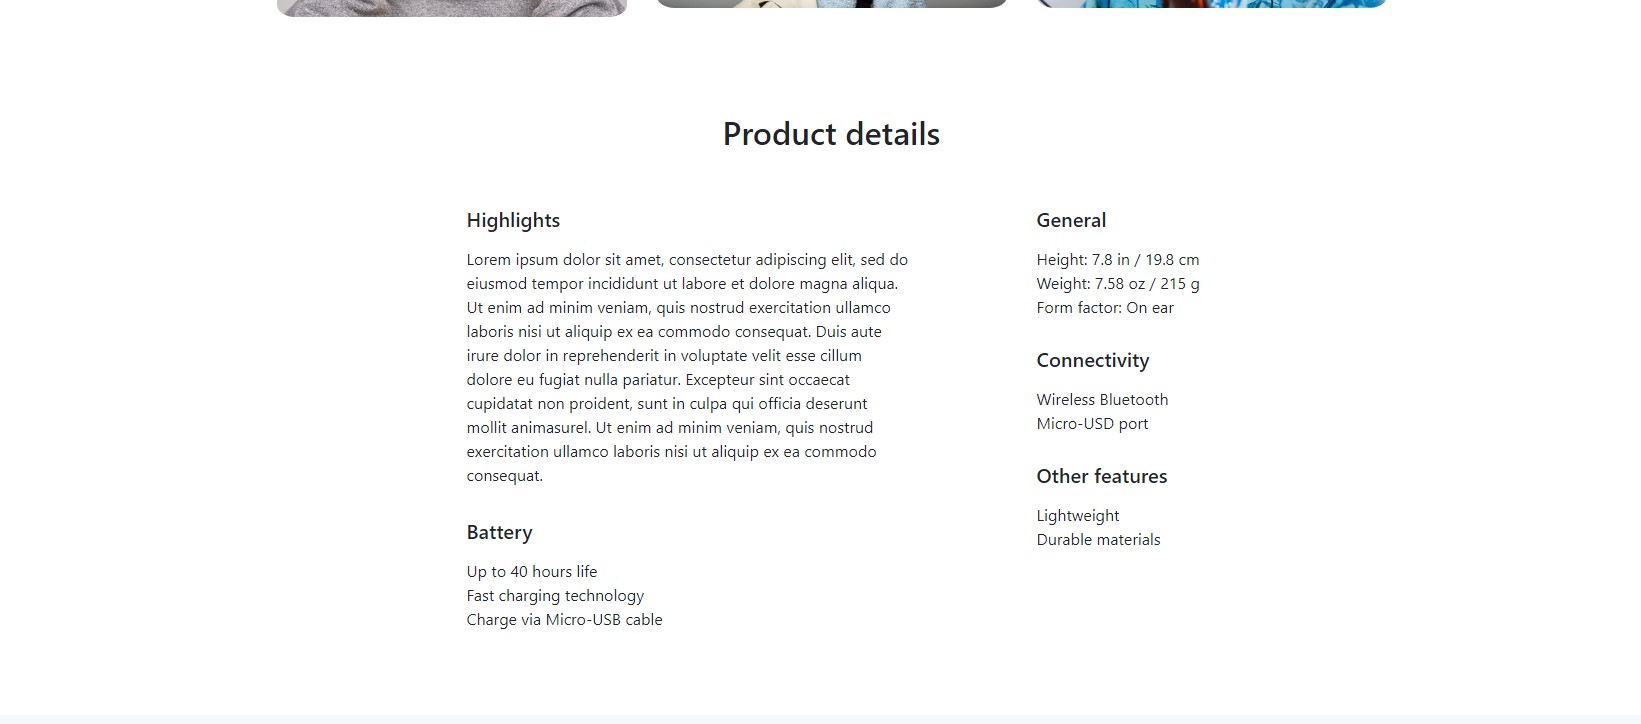 Product details
Highlights
Lorem ipsum dolor sit amet, consectetur adipiscing elit, sed do
eiusmod tempor incididunt ut labore et dolore magna aliqua.
Ut enim ad minim veniam, quis nostrud exercitation ullamco
laboris nisi ut aliquip ex ea commodo consequat. Duis aute
irure dolor in reprehenderit in voluptate velit esse cillum
dolore eu fugiat nulla pariatur. Excepteur sint occaecat
cupidatat non proident, sunt in culpa qui officia deserunt
mollit animasurel. Ut enim ad minim veniam, quis nostrud
exercitation ullamco laboris nisi ut aliquip ex ea commodo
consequat.
Battery
Up to 40 hours life
Fast charging technology
Charge via Micro-USB cable
General
Height: 7.8 in / 19.8 cm
Weight: 7.58 oz / 215 g
Form factor: On ear
Connectivity
Wireless Bluetooth
Micro-USD port
Other features
Lightweight
Durable materials